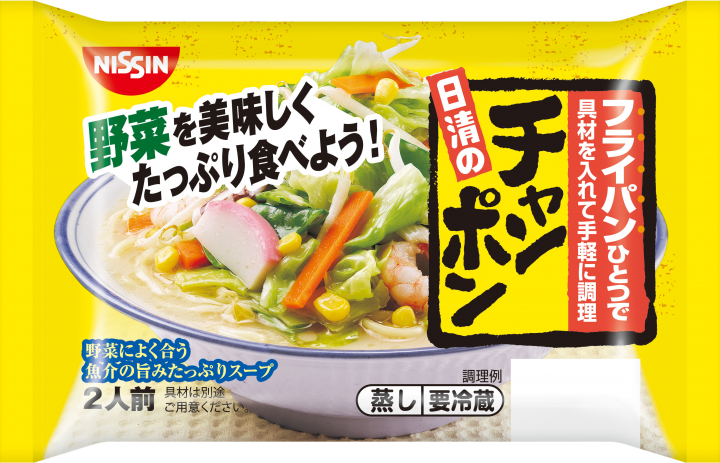 NISSIN
野菜を美味しく
たっぷり食べよう!
フライパンひとつで
具材を入れて手軽に調理
日清の
チャンポン
野菜によく合う
魚介の旨みたっぷりスープ
2人前
具材は別途
ご用意ください。
調理例
蒸し
要冷蔵